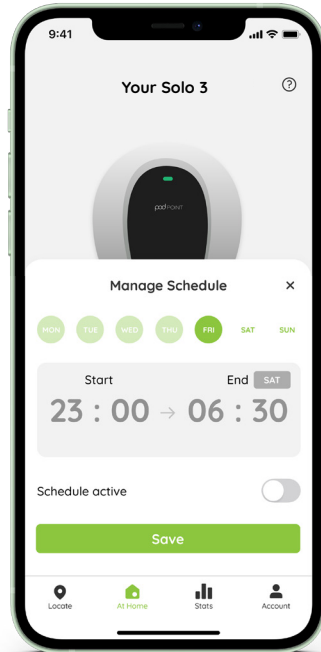 9:41
Your Solo 3
?
pod POINT
Manage Schedule ×
MON TUE WED THU FRI SAT SUN
Start End SAT
23 : 00 → 06 : 30
Schedule active
Save
Locate At Home Stats Account